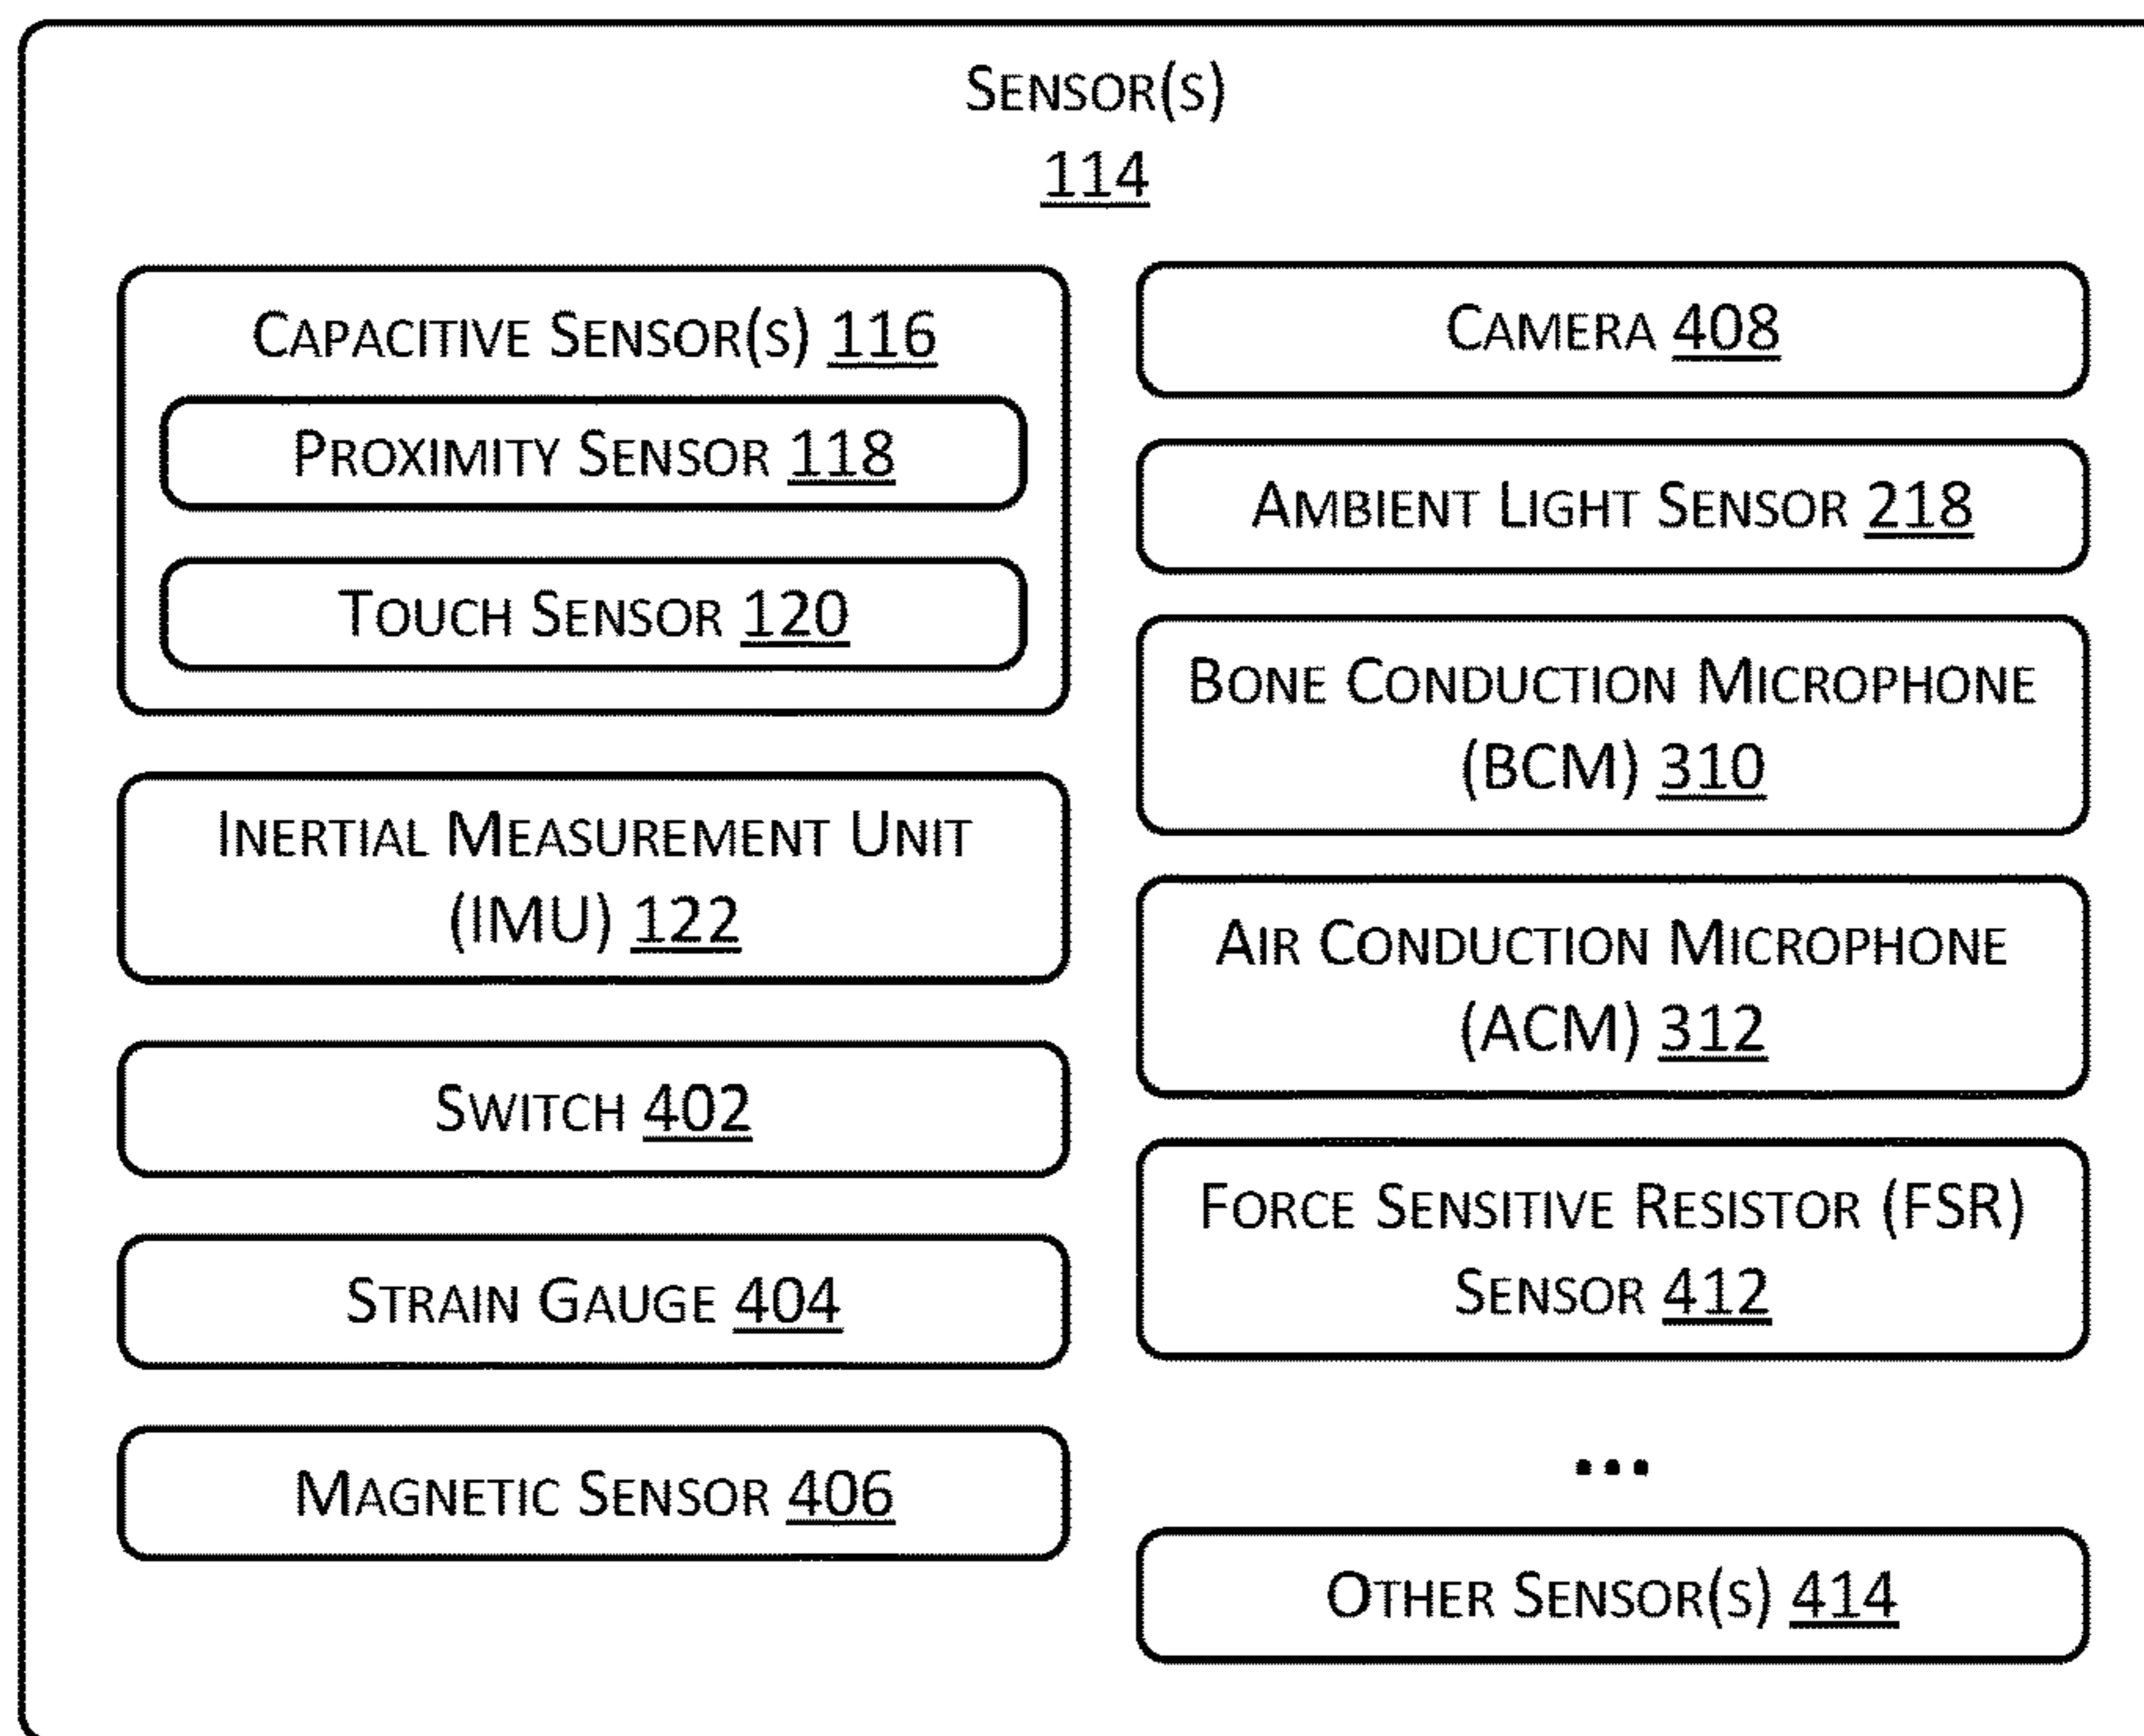 SENSOR(S)
114
CAPACITIVE SENSOR(S) 116
PROXIMITY SENSOR 118
TOUCH SENSOR 120
INERTIAL MEASUREMENT UNIT
(IMU) 122
SWITCH 402
STRAIN GAUGE 404
MAGNETIC SENSOR 406
CAMERA 408
AMBIENT LIGHT SENSOR 218
BONE CONDUCTION MICROPHONE
(BCM) 310
AIR CONDUCTION MICROPHONE
(ACM) 312
FORCE SENSITIVE RESISTOR (FSR)
SENSOR 412
...
OTHER SENSOR(S) 414